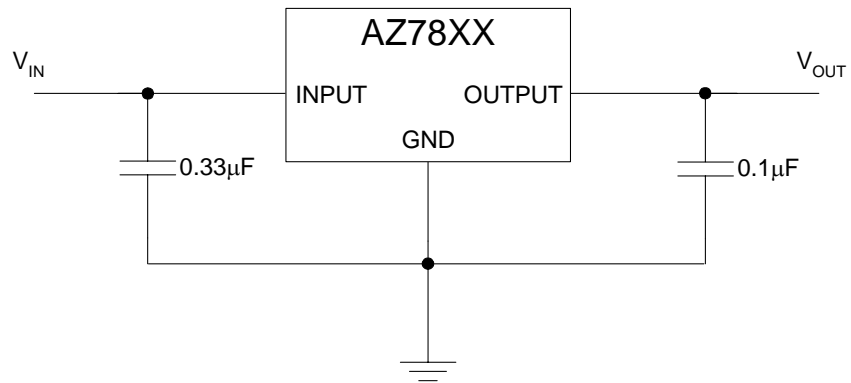 AZ78XX
V_IN
V_OUT
INPUT
OUTPUT
GND
0.33μF
0.1μF